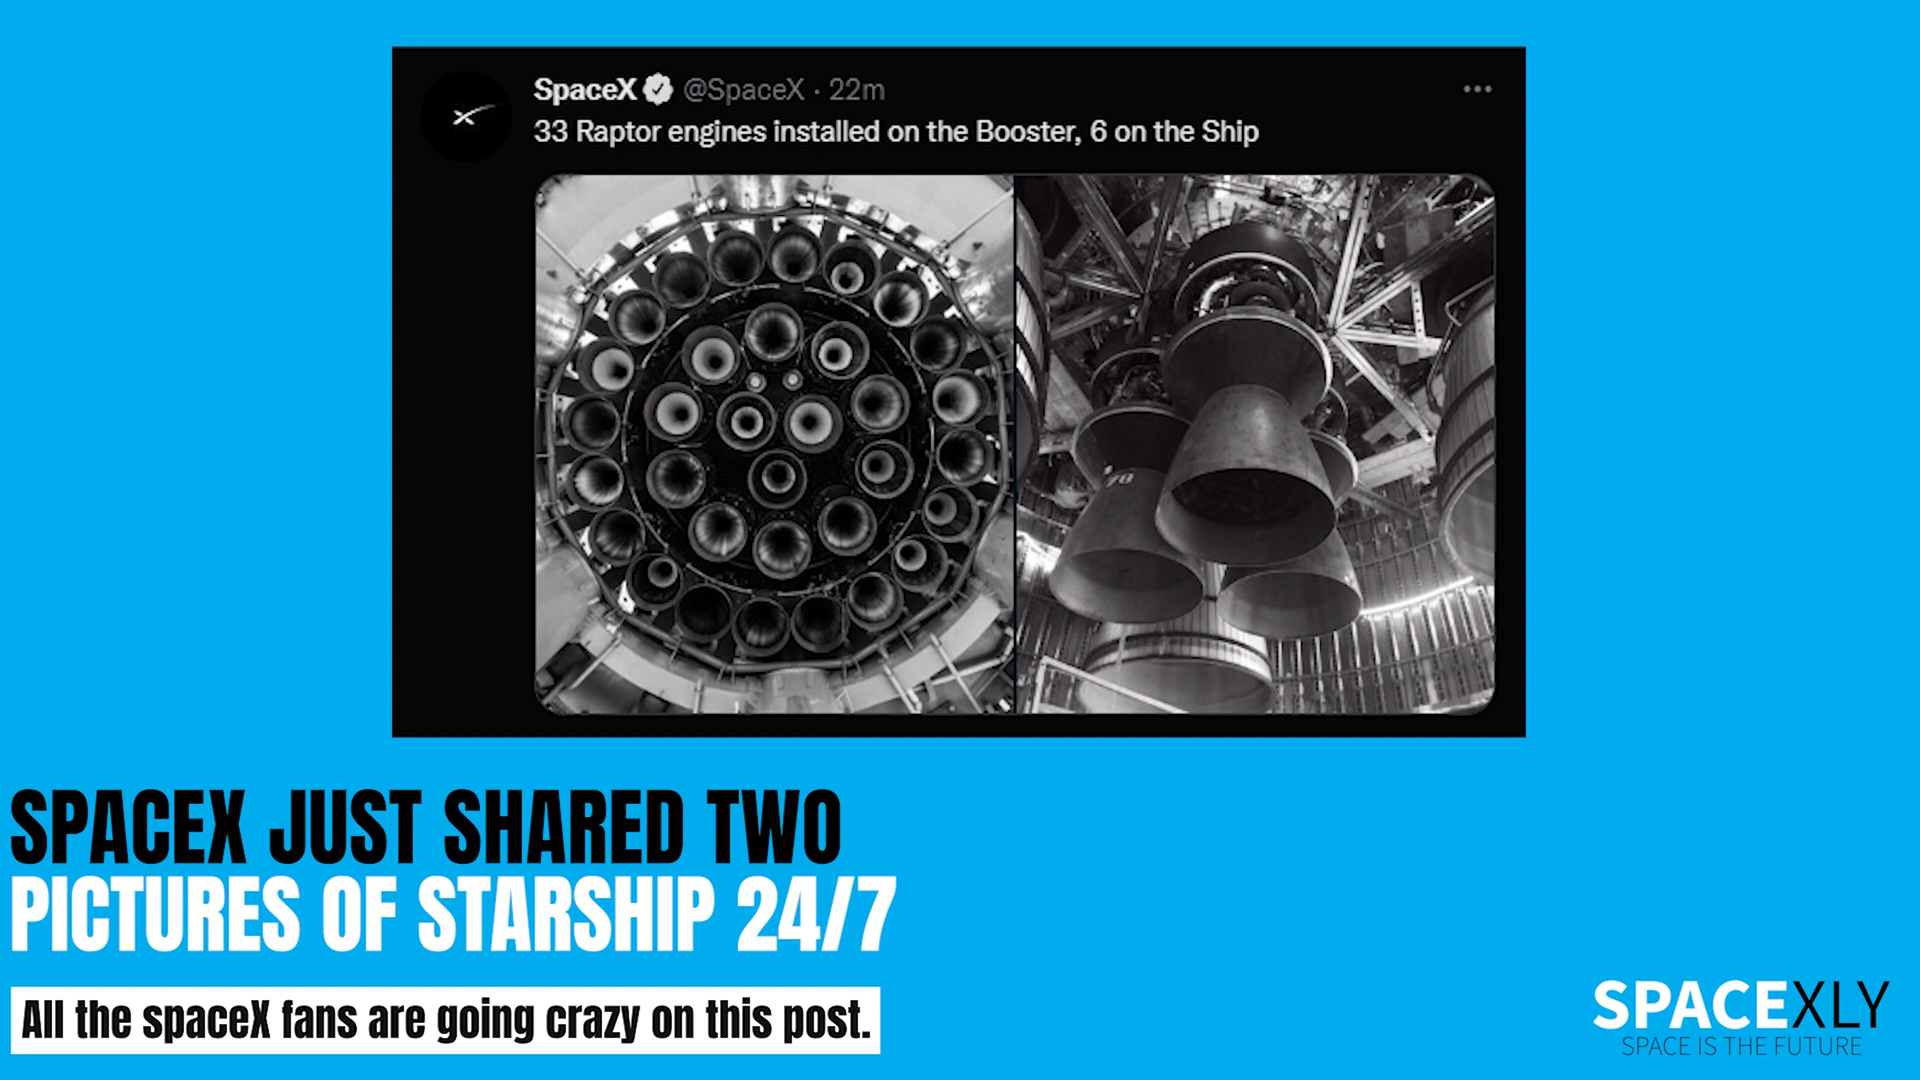 SpaceX @SpaceX · 22m
33 Raptor engines installed on the Booster, 6 on the Ship
78
SPACEX JUST SHARED TWO
PICTURES OF STARSHIP 24/7
All the spaceX fans are going crazy on this post.
SPACEXLY
SPACE IS THE FUTURE